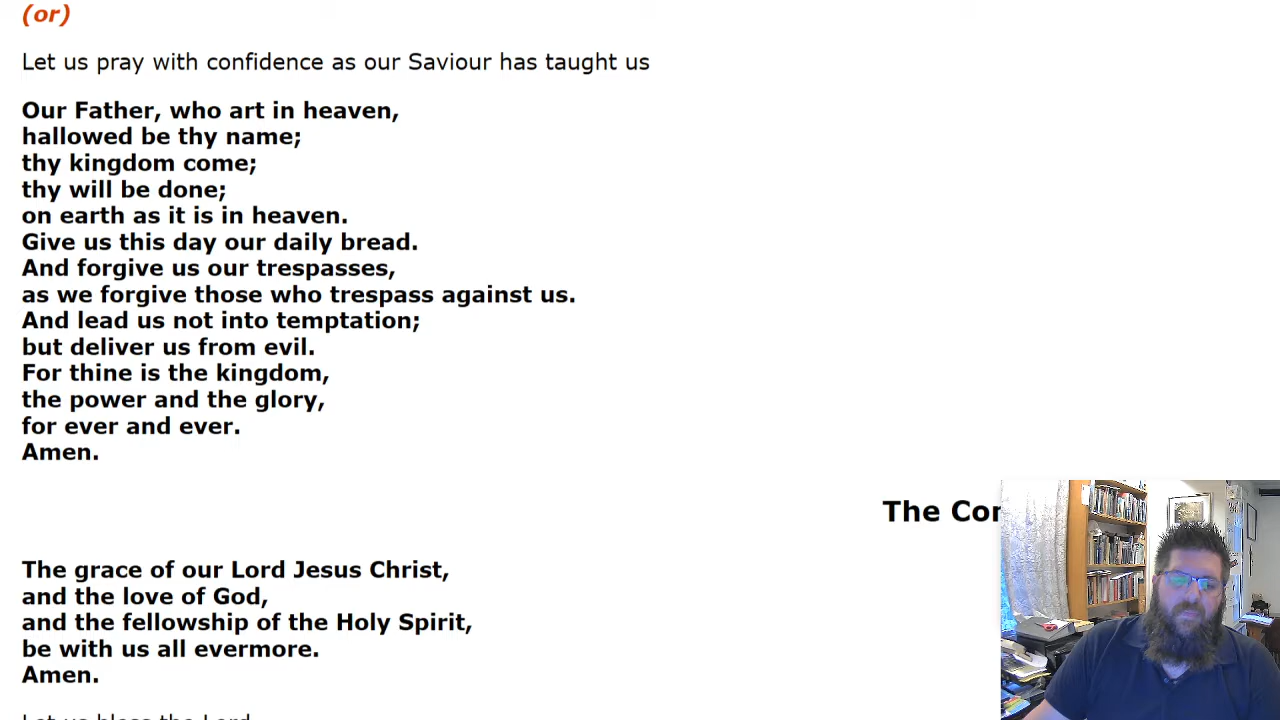 (or)
Let us pray with confidence as our Saviour has taught us
Our Father, who art in heaven,
hallowed be thy name;
thy kingdom come;
thy will be done;
on earth as it is in heaven.
Give us this day our daily bread.
And forgive us our trespasses,
as we forgive those who trespass against us.
And lead us not into temptation;
but deliver us from evil.
For thine is the kingdom,
the power and the glory,
for ever and ever.
Amen.
The
The grace of our Lord Jesus Christ,
and the love of God,
and the fellowship of the Holy Spirit,
be with us all evermore.
Amen.
Let us bless the Lord